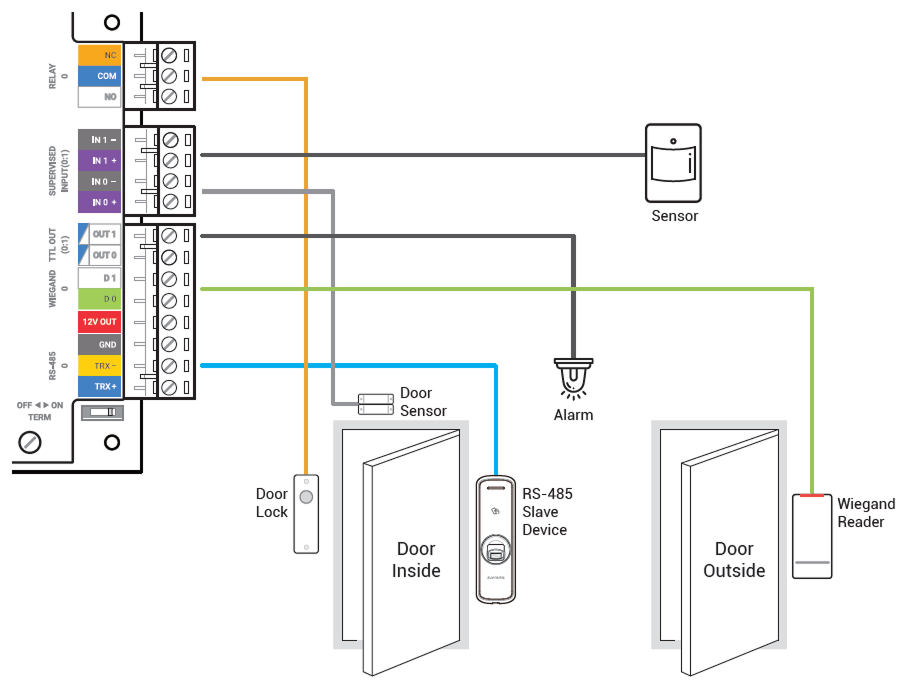 RELAY
0
NC
COM
NO
SUPERVISED
INPUT(0:1)
IN 1 −
IN 1 +
IN 0 −
IN 0 +
TTL OUT
(0:1)
OUT 1
OUT 0
WIEGAND
0
D 1
D 0
12V OUT
GND
RS-485
0
TRX −
TRX +
OFF ◄ ► ON
TERM
Sensor
Alarm
Door
Sensor
Door
Lock
Door
Inside
RS-485
Slave
Device
Door
Outside
Wiegand
Reader